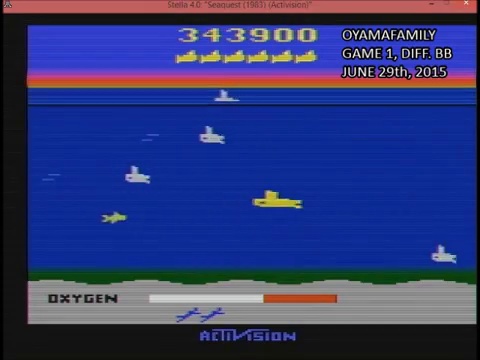 Stella 4.0: "Seaquest (1983) (Activision)"
343900
OYAMAFAMILY
GAME 1, DIFF. BB
JUNE 29th, 2015
OXYGEN
ACTIVISION